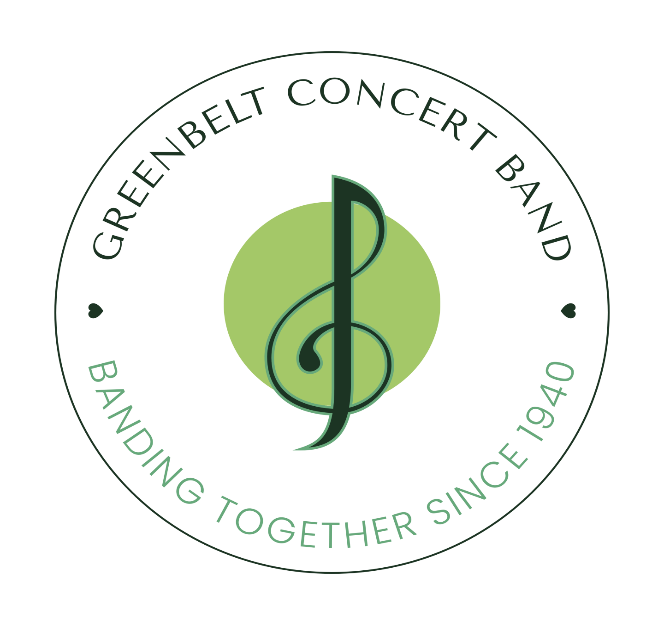 GREENBELT CONCERT BAND
BANDING TOGETHER SINCE 1940